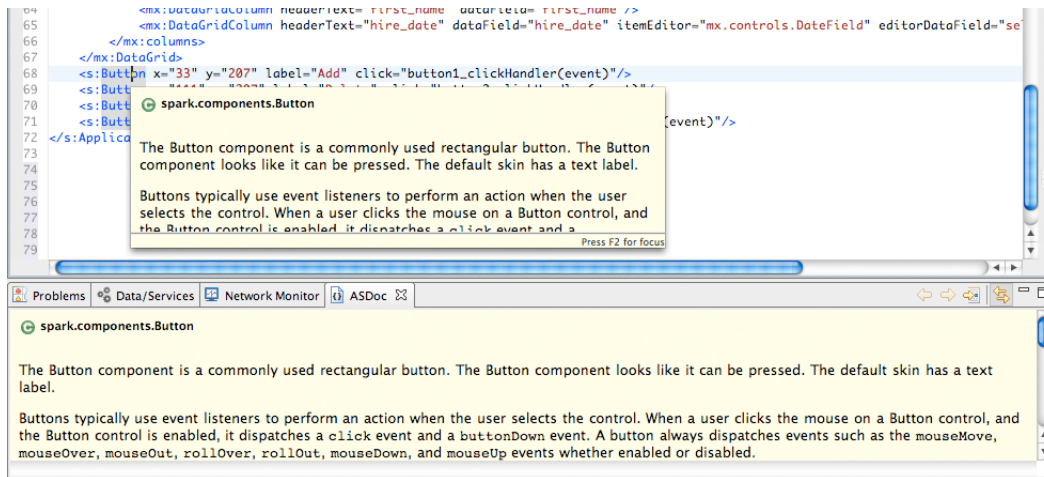 64 <mx:DataGridColumn headerText="first_name" dataField="first_name"/>
65 <mx:DataGridColumn headerText="hire_date" dataField="hire_date" itemEditor="mx.controls.DateField" editorDataField="se
66 </mx:columns>
67 </mx:DataGrid>
68 <s:Button x="33" y="207" label="Add" click="button1_clickHandler(event)"/>
69 <s:Butt
70 <s:Butt
71 <s:Butt (event)"/>
72 </s:Applica
73
74
75
76
77
78
79
spark.components.Button
The Button component is a commonly used rectangular button. The Button
component looks like it can be pressed. The default skin has a text label.
Buttons typically use event listeners to perform an action when the user
selects the control. When a user clicks the mouse on a Button control, and
the Button control is enabled, it dispatches a click event and a
Press F2 for focus
Problems Data/Services Network Monitor ASDoc
spark.components.Button
The Button component is a commonly used rectangular button. The Button component looks like it can be pressed. The default skin has a text
label.
Buttons typically use event listeners to perform an action when the user selects the control. When a user clicks the mouse on a Button control, and
the Button control is enabled, it dispatches a click event and a buttonDown event. A button always dispatches events such as the mouseMove,
mouseOver, mouseOut, rollOver, rollOut, mouseDown, and mouseUp events whether enabled or disabled.